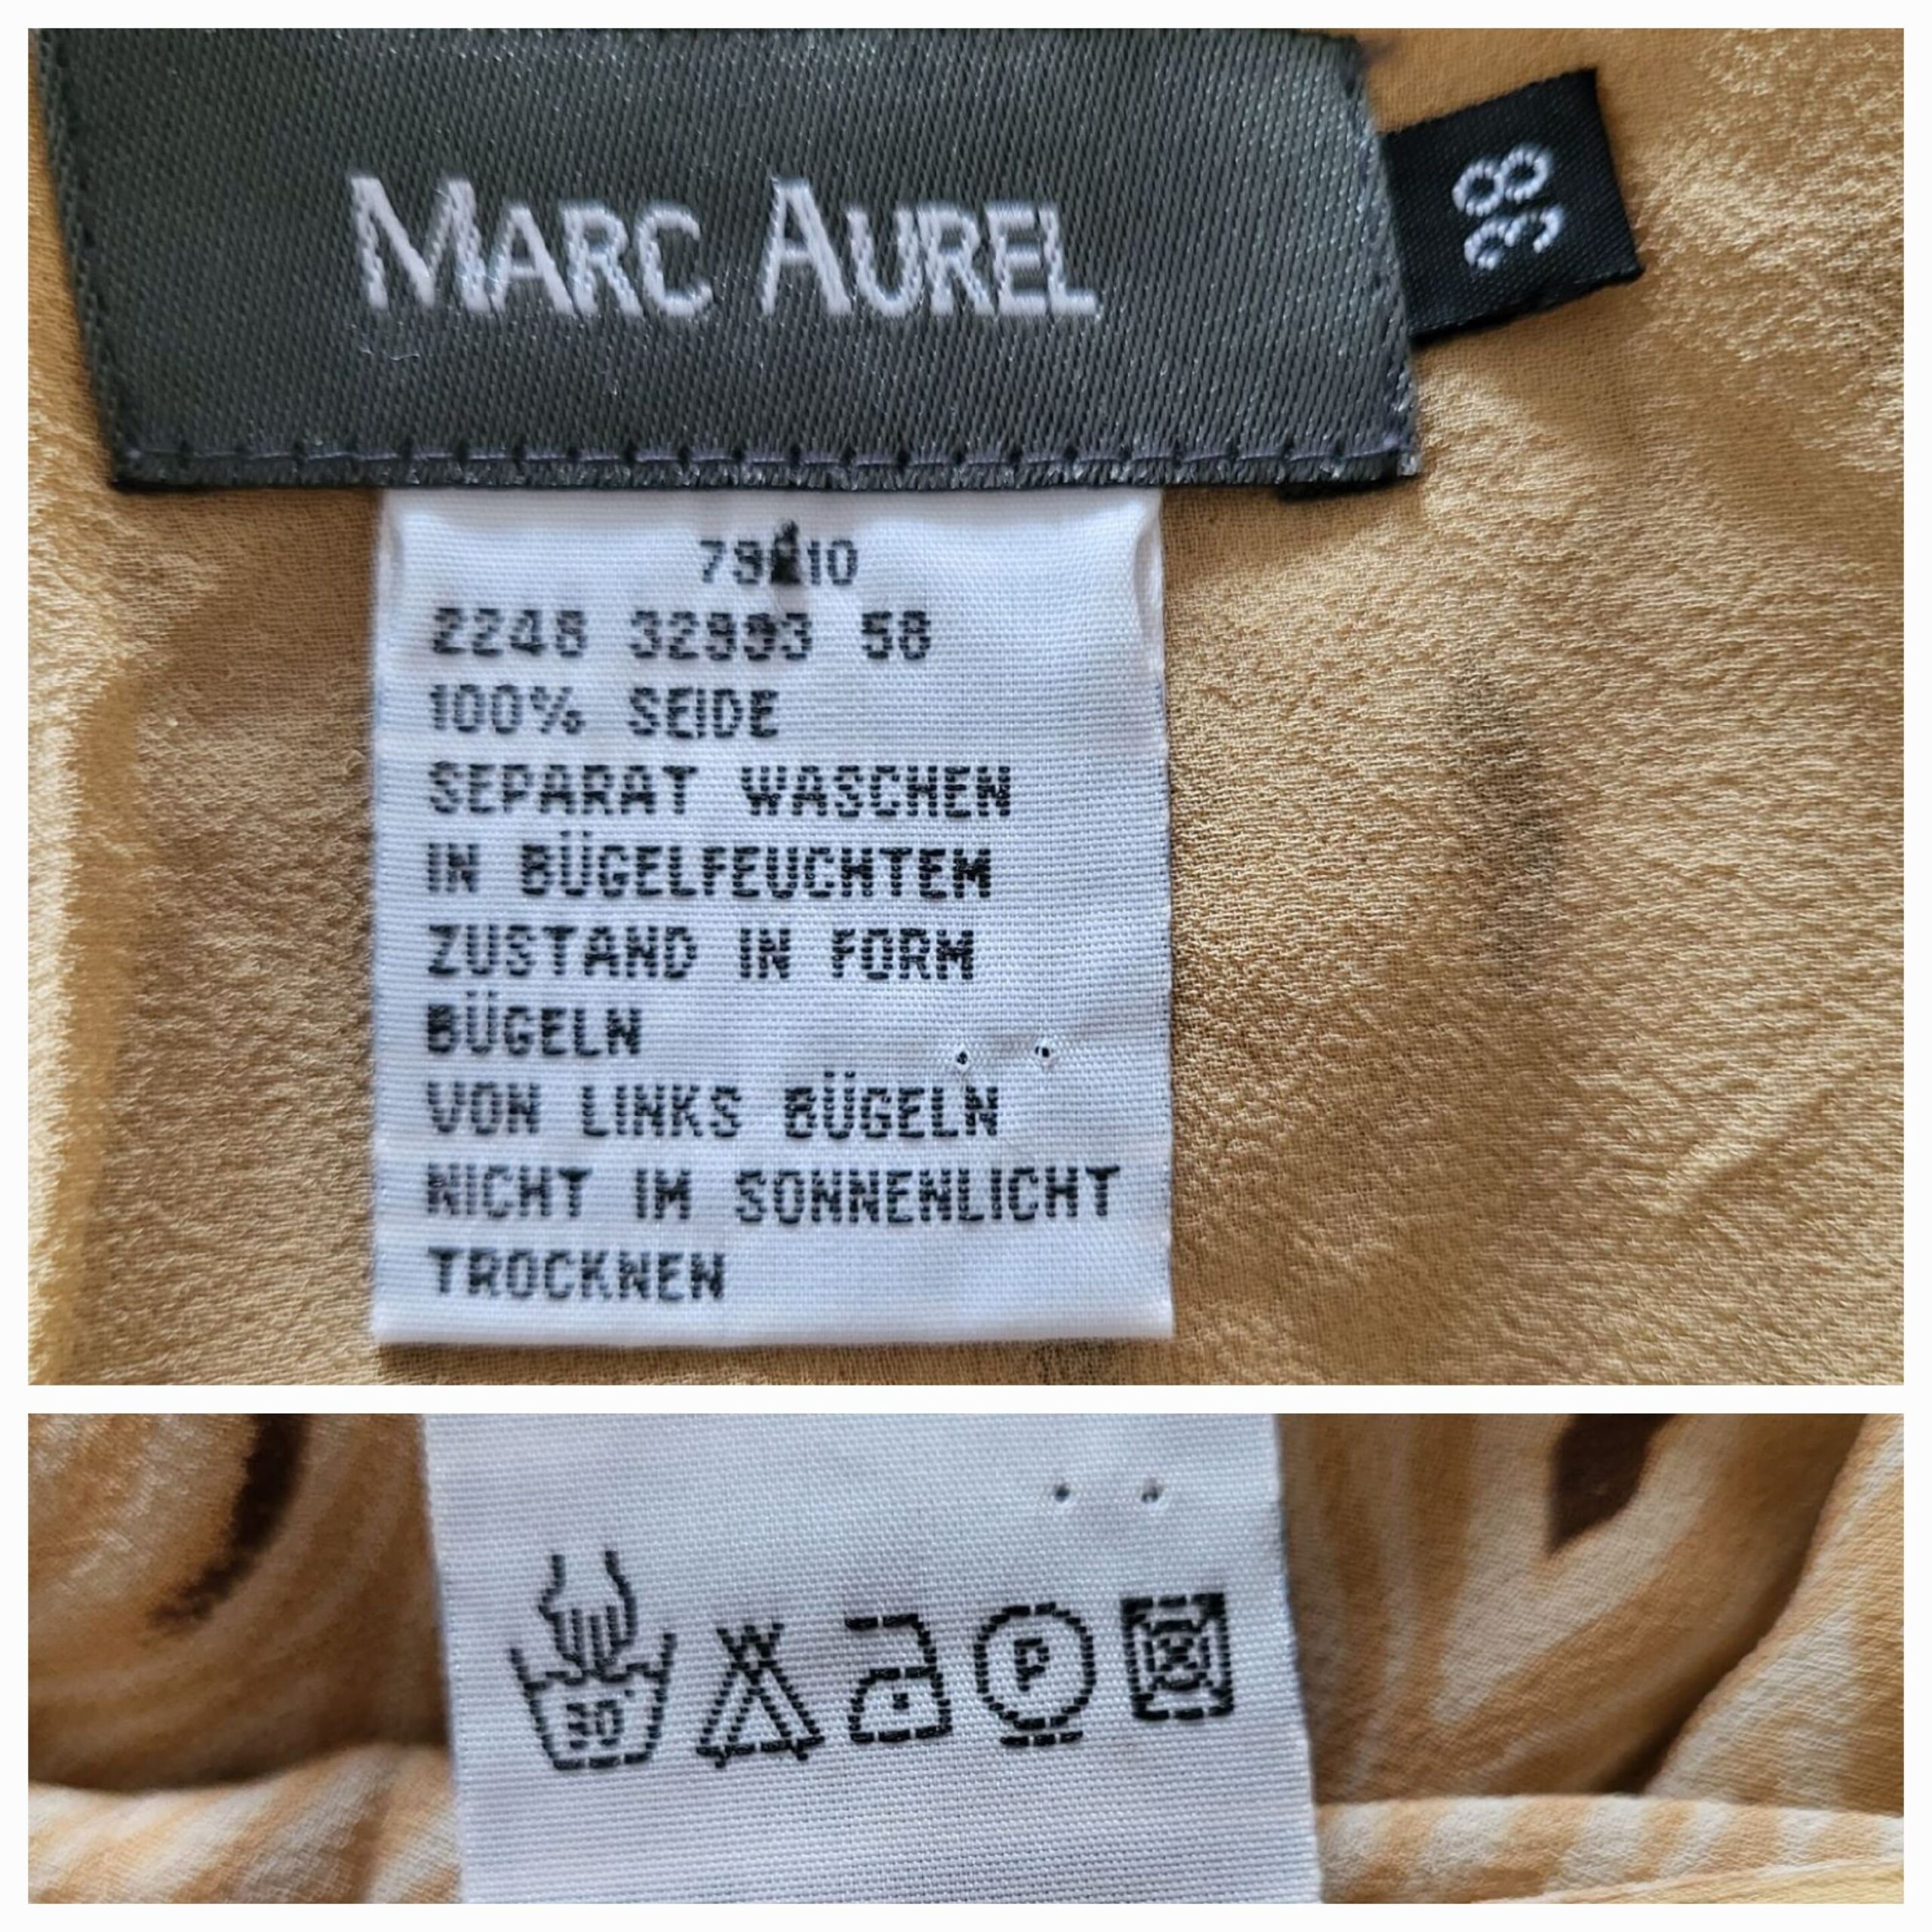 MARC AUREL
38
2248 32993 58
100% SEIDE
SEPARAT WASCHEN
IN BÜGELFEUCHTEM
ZUSTAND IN FORM
BÜGELN
VON LINKS BÜGELN
NICHT IM SONNENLICHT
TROCKNEN
30°
P